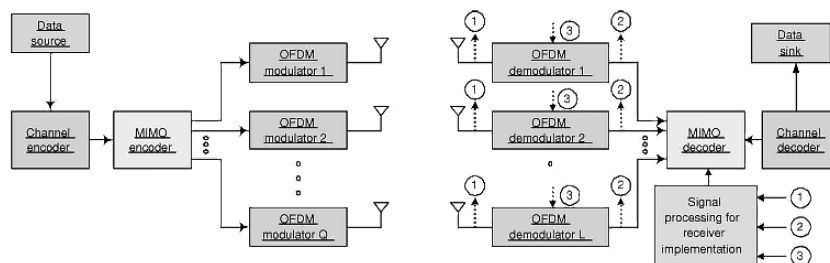 Data
source
Channel
encoder
MIMO
encoder
OFDM
modulator 1
OFDM
modulator 2
OFDM
modulator Q
1
3
2
OFDM
demodulator 1
1
3
2
OFDM
demodulator 2
1
3
2
OFDM
demodulator L
MIMO
decoder
Data
sink
Channel
decoder
Signal
processing for
receiver
implementation
1
2
3